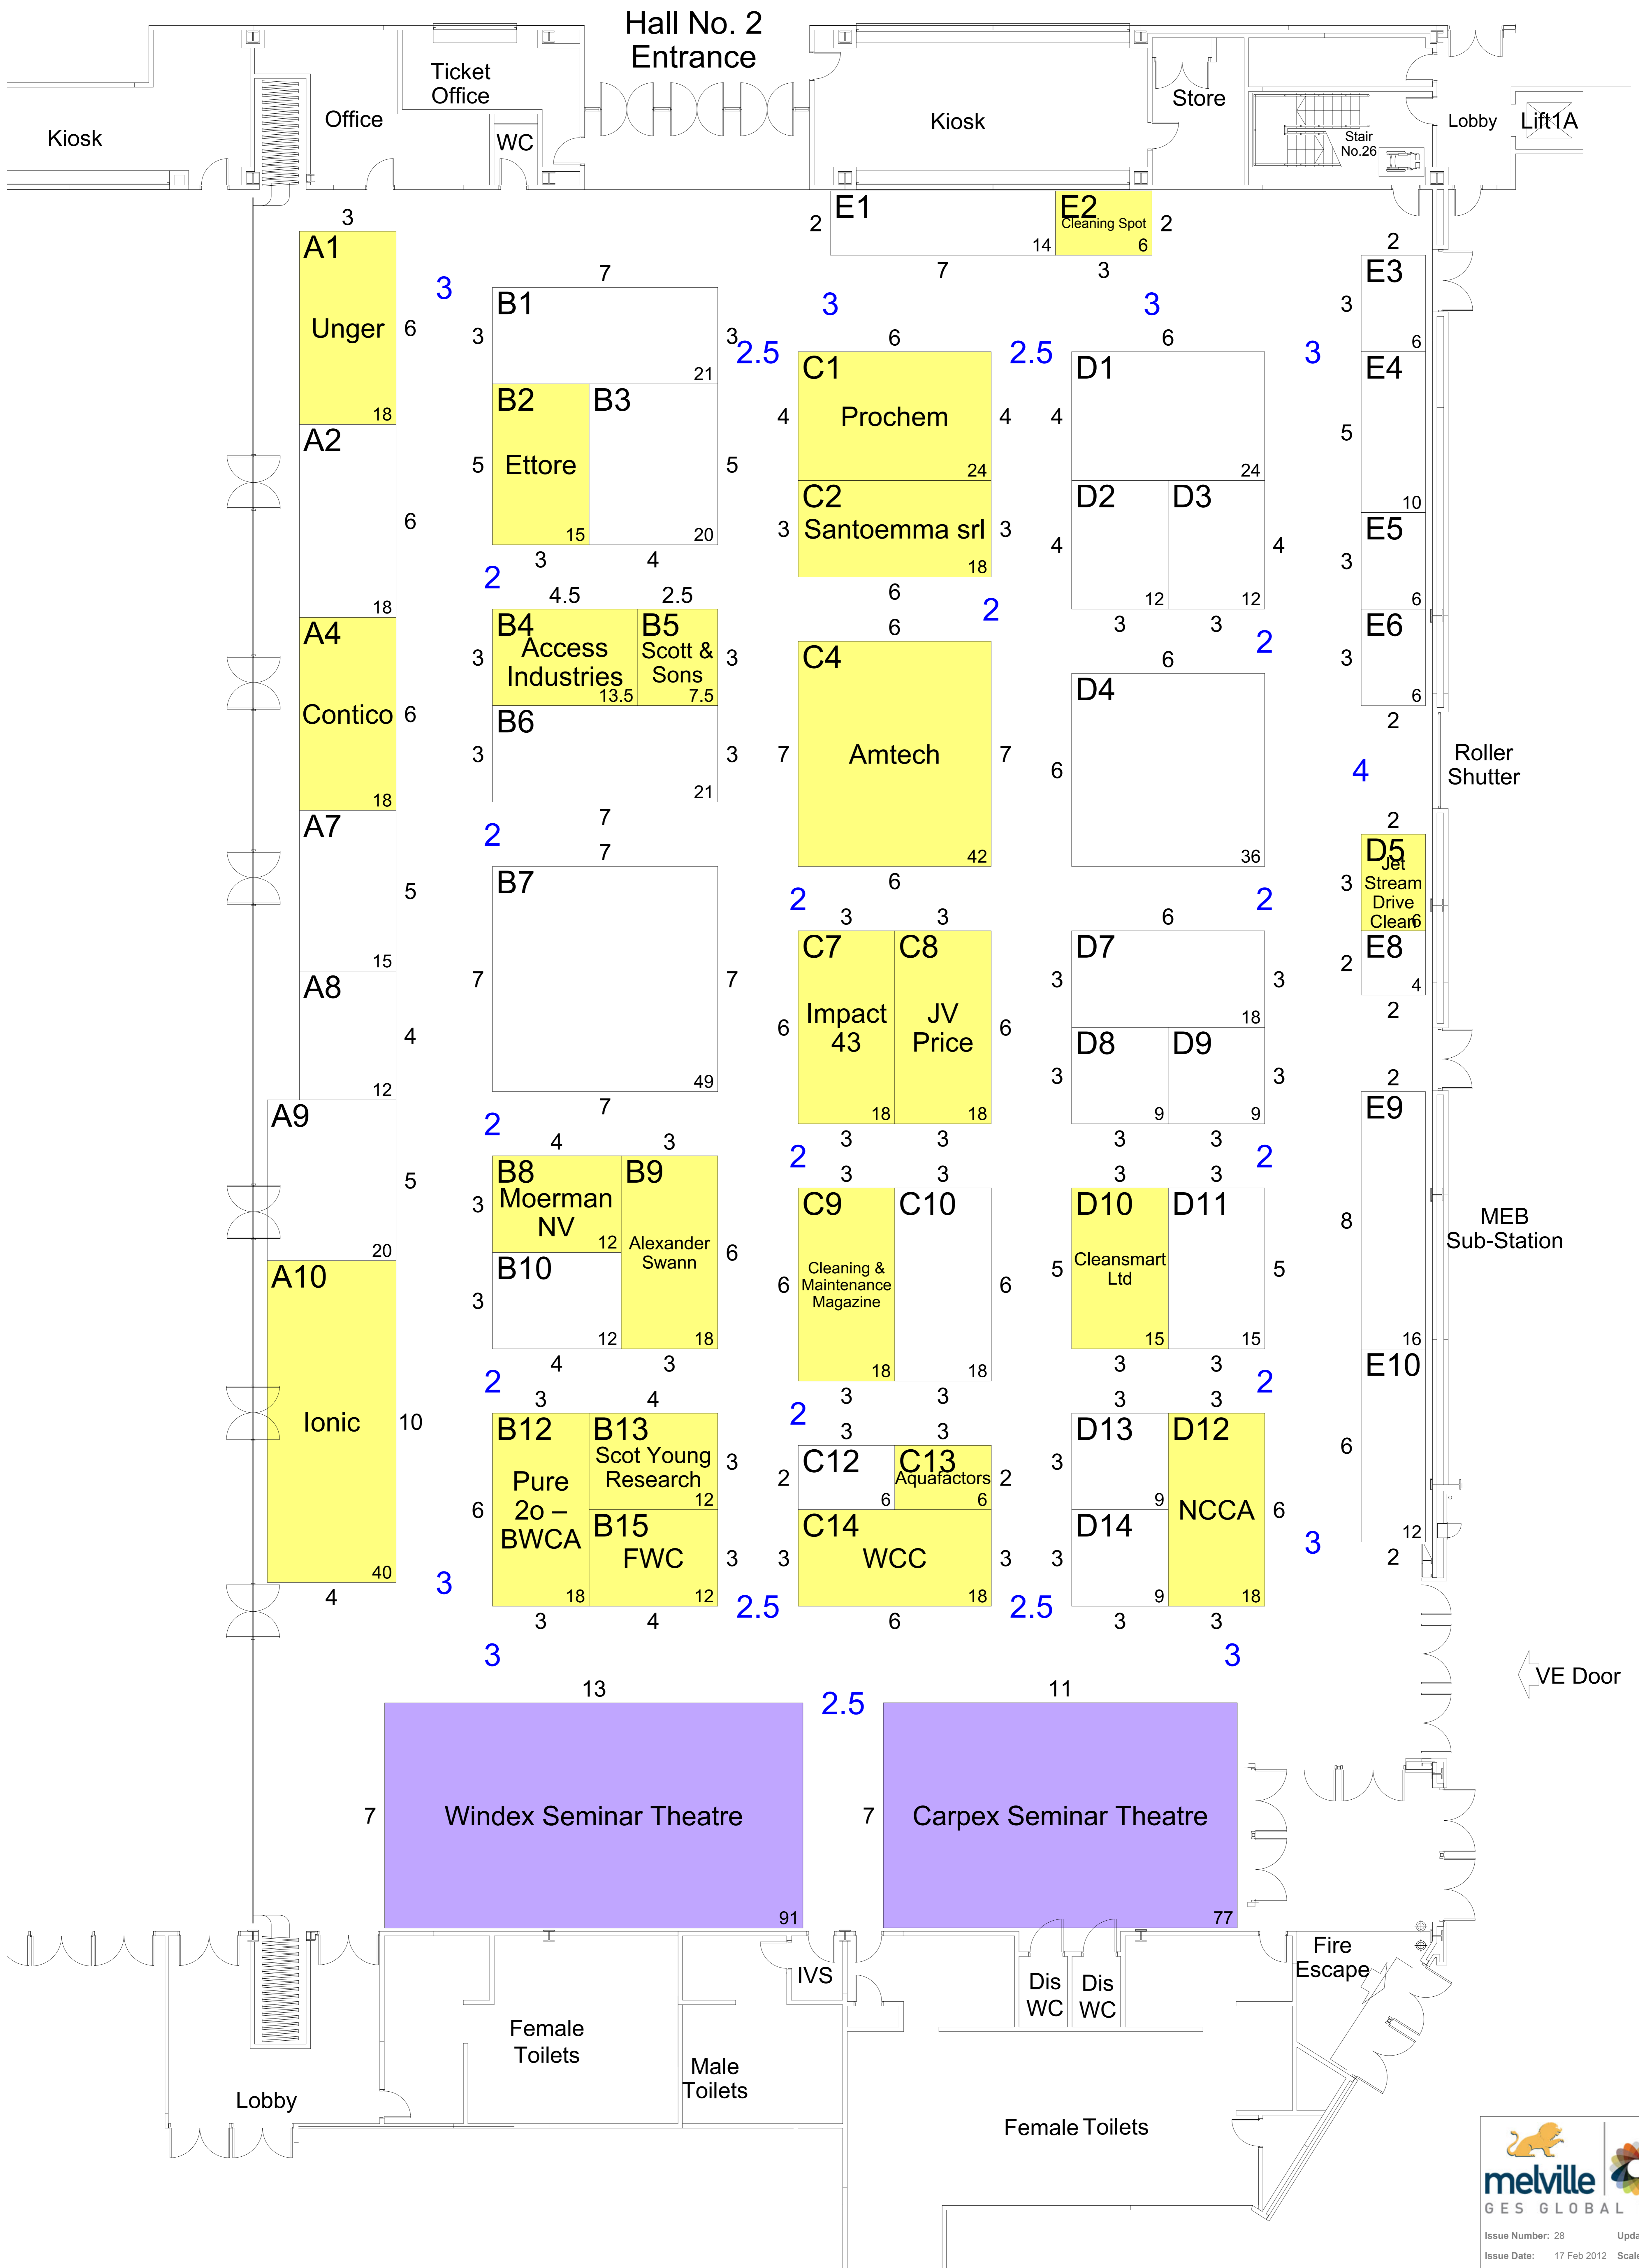 Hall No. 2
Entrance
Ticket
Office
Office
Kiosk
WC
Kiosk
Store
Stair
No.26
Lobby
Lift1A
3
A1
Unger
6
18
A2
6
18
A4
Contico
6
18
A7
5
15
A8
4
12
A9
5
20
A10
Ionic
10
40
4
3
7
B1
3
3
21
B2
Ettore
5
15
3
B3
5
20
4
2
4.5
2.5
B4
Access
Industries
3
13.5
B5
Scott &
Sons
3
7.5
B6
3
3
21
7
2
7
B7
7
7
49
7
2
4
3
B8
Moerman
NV
3
12
B9
Alexander
Swann
6
18
B10
3
12
4
3
2
3
4
B12
Pure
2o –
BWCA
6
18
3
B13
Scot Young
Research
3
12
B15
FWC
3
12
4
3
3
2
E1
14
7
E2
Cleaning Spot
6
2
3
3
3
2.5
6
2.5
C1
Prochem
4
4
24
C2
Santoemma srl
3
3
18
6
2
6
C4
Amtech
7
7
42
6
2
3
3
C7
Impact
43
6
18
3
C8
JV
Price
6
18
3
2
3
3
C9
Cleaning &
Maintenance
Magazine
6
18
3
C10
6
18
3
2
3
3
C12
2
6
C13
Aquafactors
2
6
C14
WCC
3
3
18
6
2.5
2.5
6
D1
4
24
D2
4
12
3
D3
4
12
3
2
6
D4
6
36
2
6
D7
3
3
18
D8
3
9
3
D9
3
9
3
2
3
3
D10
Cleansmart
Ltd
5
15
3
D11
5
15
3
2
3
3
D13
3
9
D12
NCCA
6
18
D14
3
9
3
3
3
3
3
2
E3
3
6
E4
5
10
E5
3
6
E6
3
6
2
4
Roller
Shutter
2
D5
Jet
Stream
Drive
Clean
3
6
E8
2
4
2
2
E9
8
16
MEB
Sub-Station
E10
6
12
2
VE Door
13
2.5
11
7
Windex Seminar Theatre
91
7
Carpex Seminar Theatre
77
IVS
Dis
WC
Dis
WC
Fire
Escape
Female
Toilets
Male
Toilets
Lobby
Female Toilets
melville
GES GLOBAL
Issue Number: 28
Issue Date: 17 Feb 2012